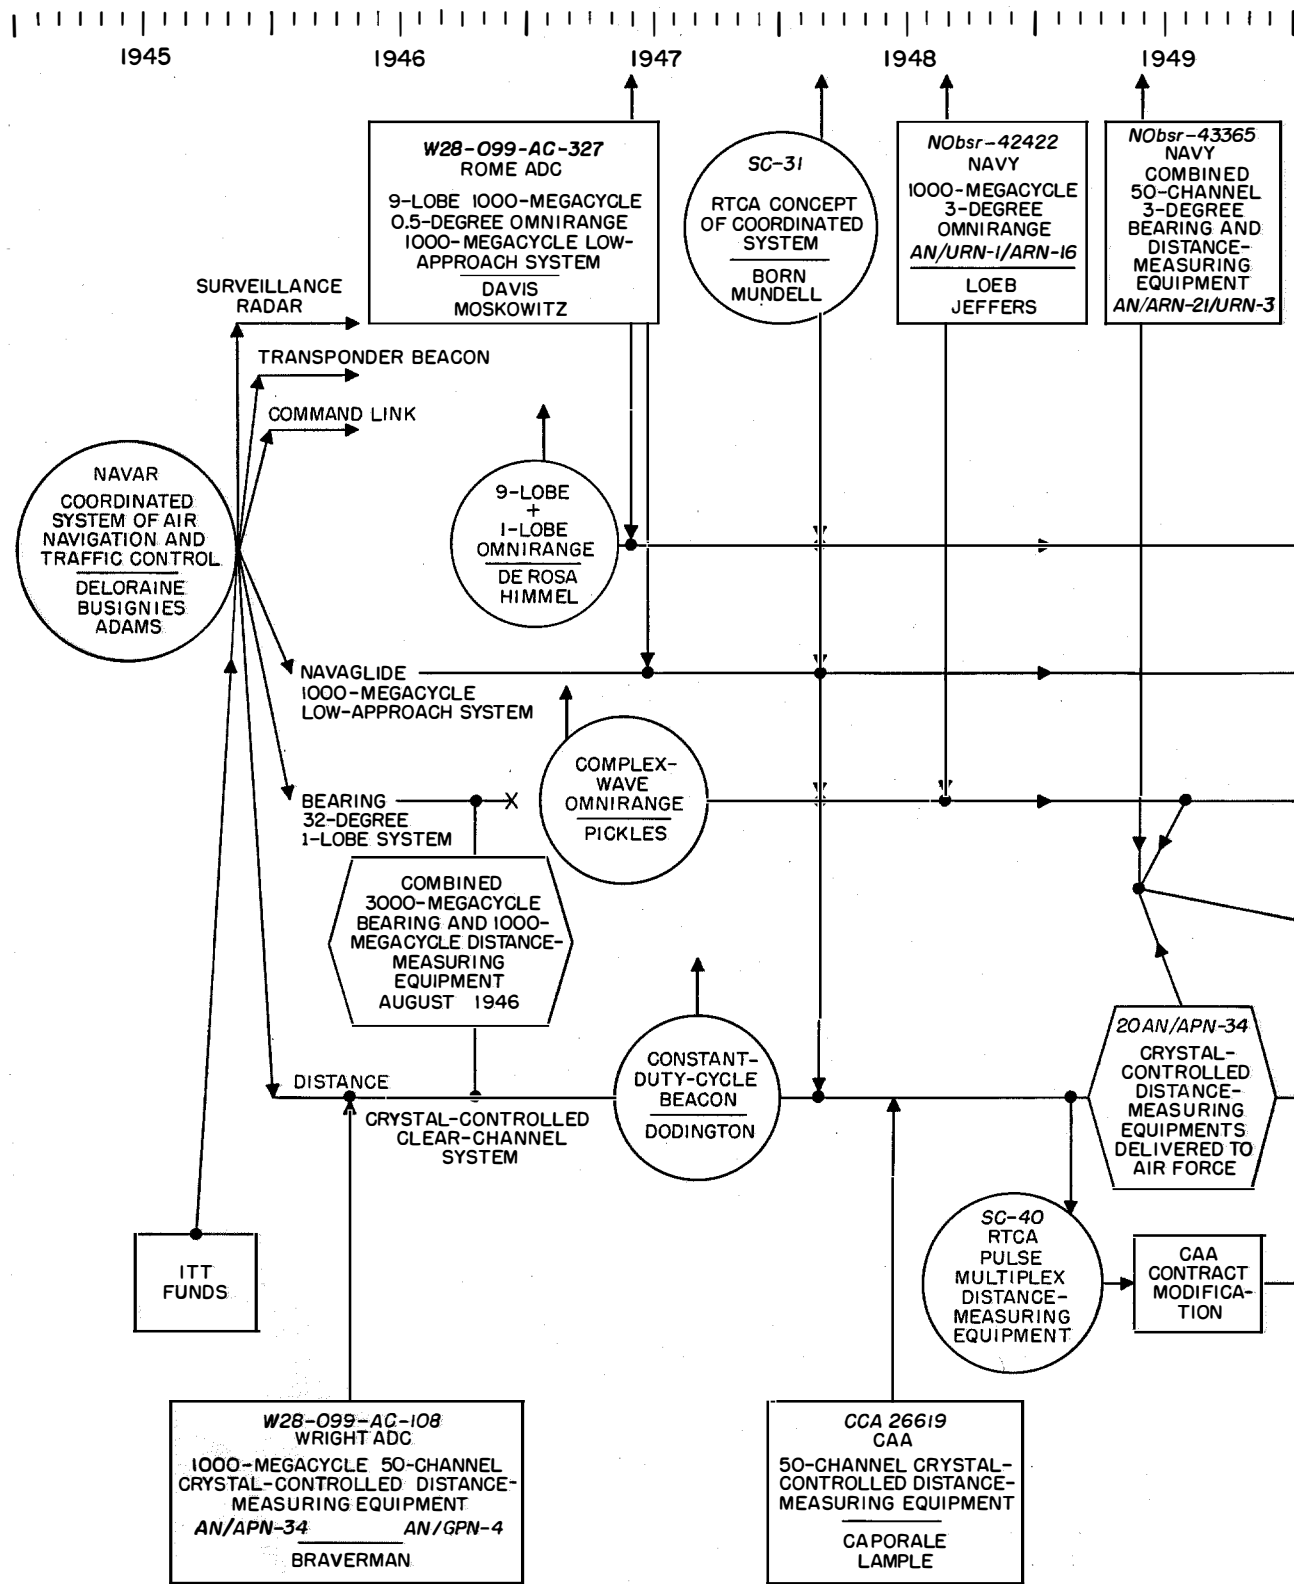 1945
1946
1947
1948
1949
W28-099-AC-327
ROME ADC
9-LOBE 1000-MEGACYCLE
0.5-DEGREE OMNIRANGE
1000-MEGACYCLE LOW-
APPROACH SYSTEM
DAVIS
MOSKOWITZ
SC-31
RTCA CONCEPT
OF COORDINATED
SYSTEM
BORN
MUNDELL
NObsr-42422
NAVY
1000-MEGACYCLE
3-DEGREE
OMNIRANGE
AN/URN-1/ARN-16
LOEB
JEFFERS
NObsr-43365
NAVY
COMBINED
50-CHANNEL
3-DEGREE
BEARING AND
DISTANCE-
MEASURING
EQUIPMENT
AN/ARN-21/URN-3
SURVEILLANCE
RADAR
TRANSPONDER BEACON
COMMAND LINK
NAVAR
COORDINATED
SYSTEM OF AIR
NAVIGATION AND
TRAFFIC CONTROL
DELORAINE
BUSIGNIES
ADAMS
9-LOBE
+
1-LOBE
OMNIRANGE
DE ROSA
HIMMEL
NAVAGLIDE
1000-MEGACYCLE
LOW-APPROACH SYSTEM
COMPLEX-
WAVE
OMNIRANGE
PICKLES
BEARING
32-DEGREE
1-LOBE SYSTEM
X
COMBINED
3000-MEGACYCLE
BEARING AND 1000-
MEGACYCLE DISTANCE-
MEASURING
EQUIPMENT
AUGUST 1946
DISTANCE
CRYSTAL-CONTROLLED
CLEAR-CHANNEL
SYSTEM
CONSTANT-
DUTY-CYCLE
BEACON
DODINGTON
20 AN/APN-34
CRYSTAL-
CONTROLLED
DISTANCE-
MEASURING
EQUIPMENTS
DELIVERED TO
AIR FORCE
ITT
FUNDS
SC-40
RTCA
PULSE
MULTIPLEX
DISTANCE-
MEASURING
EQUIPMENT
CAA
CONTRACT
MODIFICA-
TION
W28-099-AC-108
WRIGHT ADC
1000-MEGACYCLE 50-CHANNEL
CRYSTAL-CONTROLLED DISTANCE-
MEASURING EQUIPMENT
AN/APN-34 AN/GPN-4
BRAVERMAN
CCA 26619
CAA
50-CHANNEL CRYSTAL-
CONTROLLED DISTANCE-
MEASURING EQUIPMENT
CAPORALE
LAMPLE